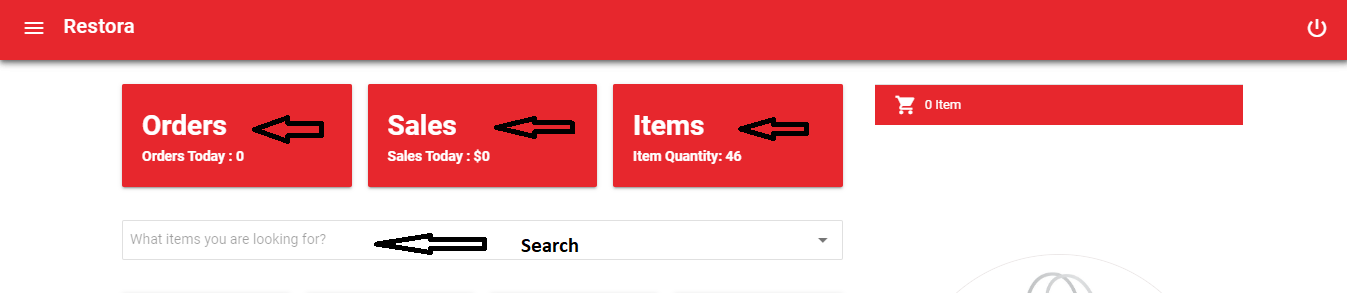 Restora
Orders
Orders Today : 0
Sales
Sales Today : $0
Items
Item Quantity: 46
0 Item
What items you are looking for?
Search